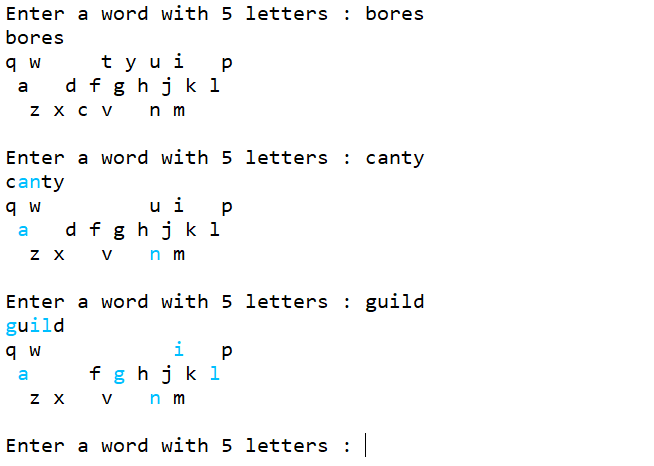 Enter a word with 5 letters : bores
bores
q w     t y u i   p
 a   d f g h j k l
  z x c v   n m
Enter a word with 5 letters : canty
canty
q w         u i   p
 a   d f g h j k l
  z x   v   n m
Enter a word with 5 letters : guild
guild
q w           i   p
 a     f g h j k l
  z x   v   n m
Enter a word with 5 letters :